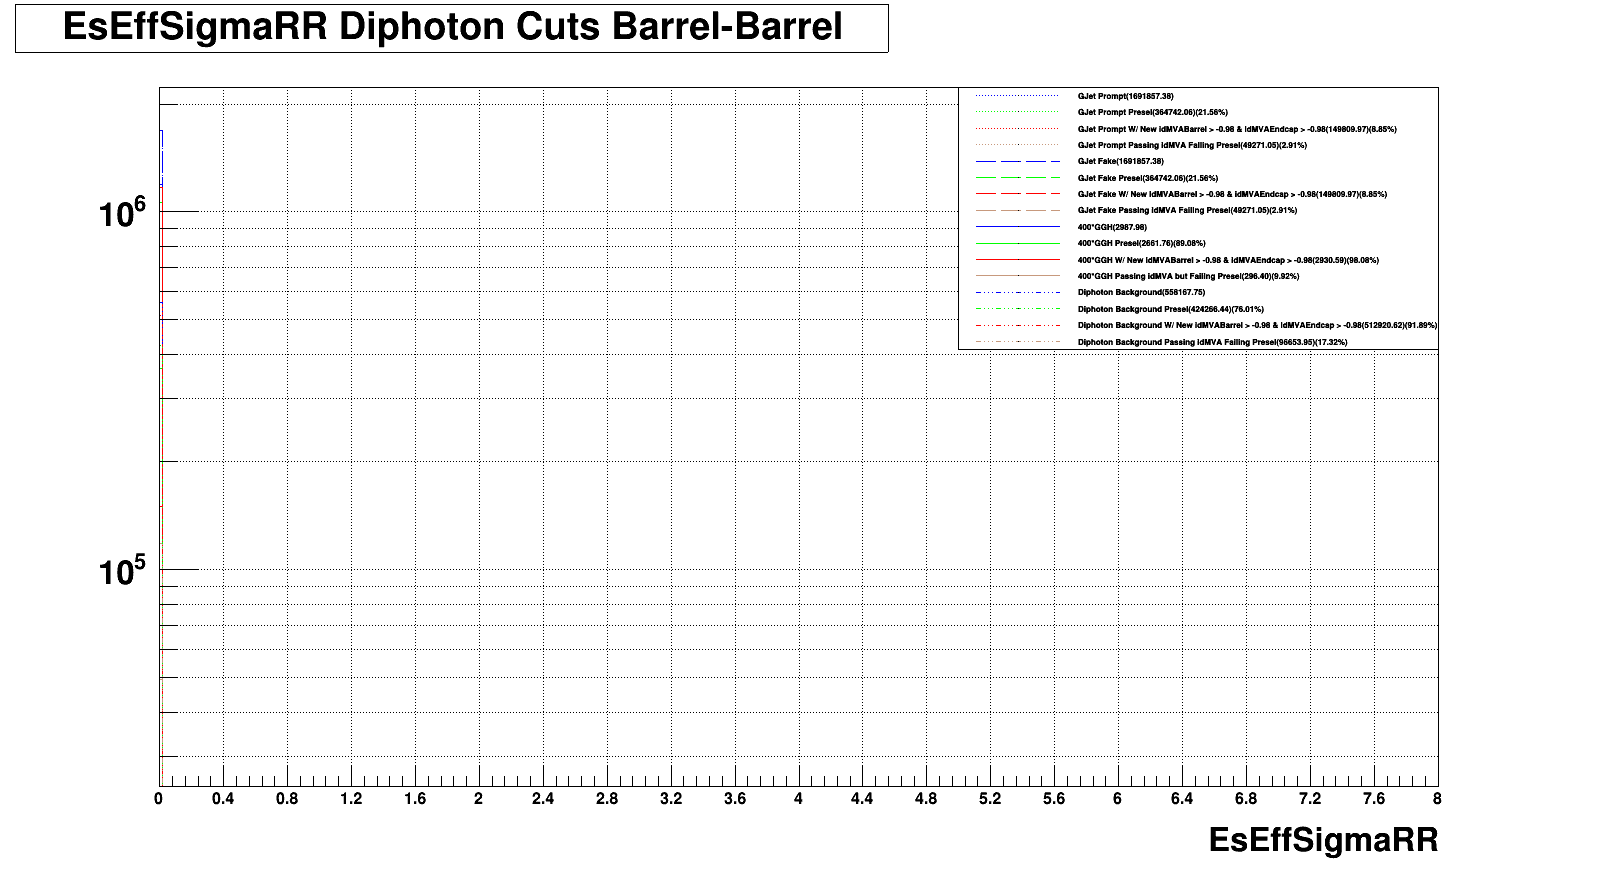 EsEffSigmaRR Diphoton Cuts Barrel-Barrel
GJet Prompt(1691857.38)
GJet Prompt Presel(364742.06)(21.56%)
GJet Prompt W/ New idMVABarrel > -0.98 & idMVAEndcap > -0.98(149809.97)(8.85%)
GJet Prompt Passing idMVA Failing Presel(49271.05)(2.91%)
GJet Fake(1691857.38)
GJet Fake Presel(364742.06)(21.56%)
GJet Fake W/ New idMVABarrel > -0.98 & idMVAEndcap > -0.98(149809.97)(8.85%)
GJet Fake Passing idMVA Failing Presel(49271.05)(2.91%)
400*GGH(2987.98)
400*GGH Presel(2661.76)(89.08%)
400*GGH W/ New idMVABarrel > -0.98 & idMVAEndcap > -0.98(2930.59)(98.08%)
400*GGH Passing idMVA but Failing Presel(296.40)(9.92%)
Diphoton Background(558167.75)
Diphoton Background Presel(424266.44)(76.01%)
Diphoton Background W/ New idMVABarrel > -0.98 & idMVAEndcap > -0.98(512920.62)(91.89%)
Diphoton Background Passing idMVA Failing Presel(96653.95)(17.32%)
10⁶
10⁵
0 0.4 0.8 1.2 1.6 2 2.4 2.8 3.2 3.6 4 4.4 4.8 5.2 5.6 6 6.4 6.8 7.2 7.6 8
EsEffSigmaRR